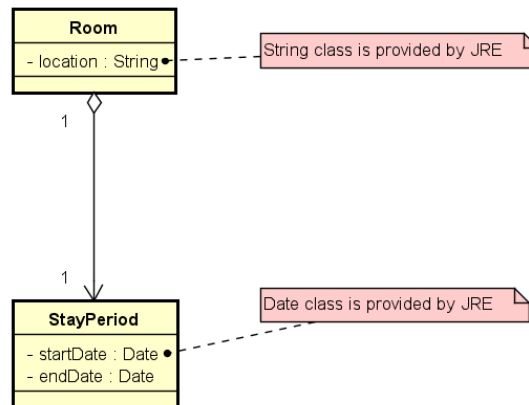 Room
- location : String
String class is provided by JRE
1
1
StayPeriod
- startDate : Date
- endDate : Date
Date class is provided by JRE